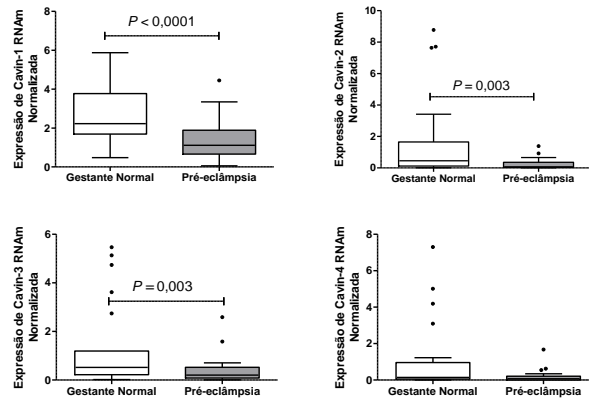 Expressão de Cavin-1 RNAm
Normalizada
8
6
4
2
0
P < 0,0001
Gestante Normal
Pré-eclâmpsia
Expressão de Cavin-2 RNAm
Normalizada
10
8
6
4
2
0
P = 0,003
Gestante Normal
Pré-eclâmpsia
Expressão de Cavin-3 RNAm
Normalizada
6
4
2
0
P = 0,003
Gestante Normal
Pré-eclâmpsia
Expressão de Cavin-4 RNAm
Normalizada
8
6
4
2
0
Gestante Normal
Pré-eclâmpsia